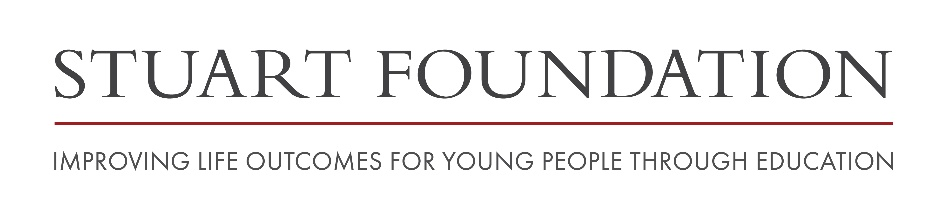 STUART FOUNDATION
IMPROVING LIFE OUTCOMES FOR YOUNG PEOPLE THROUGH EDUCATION